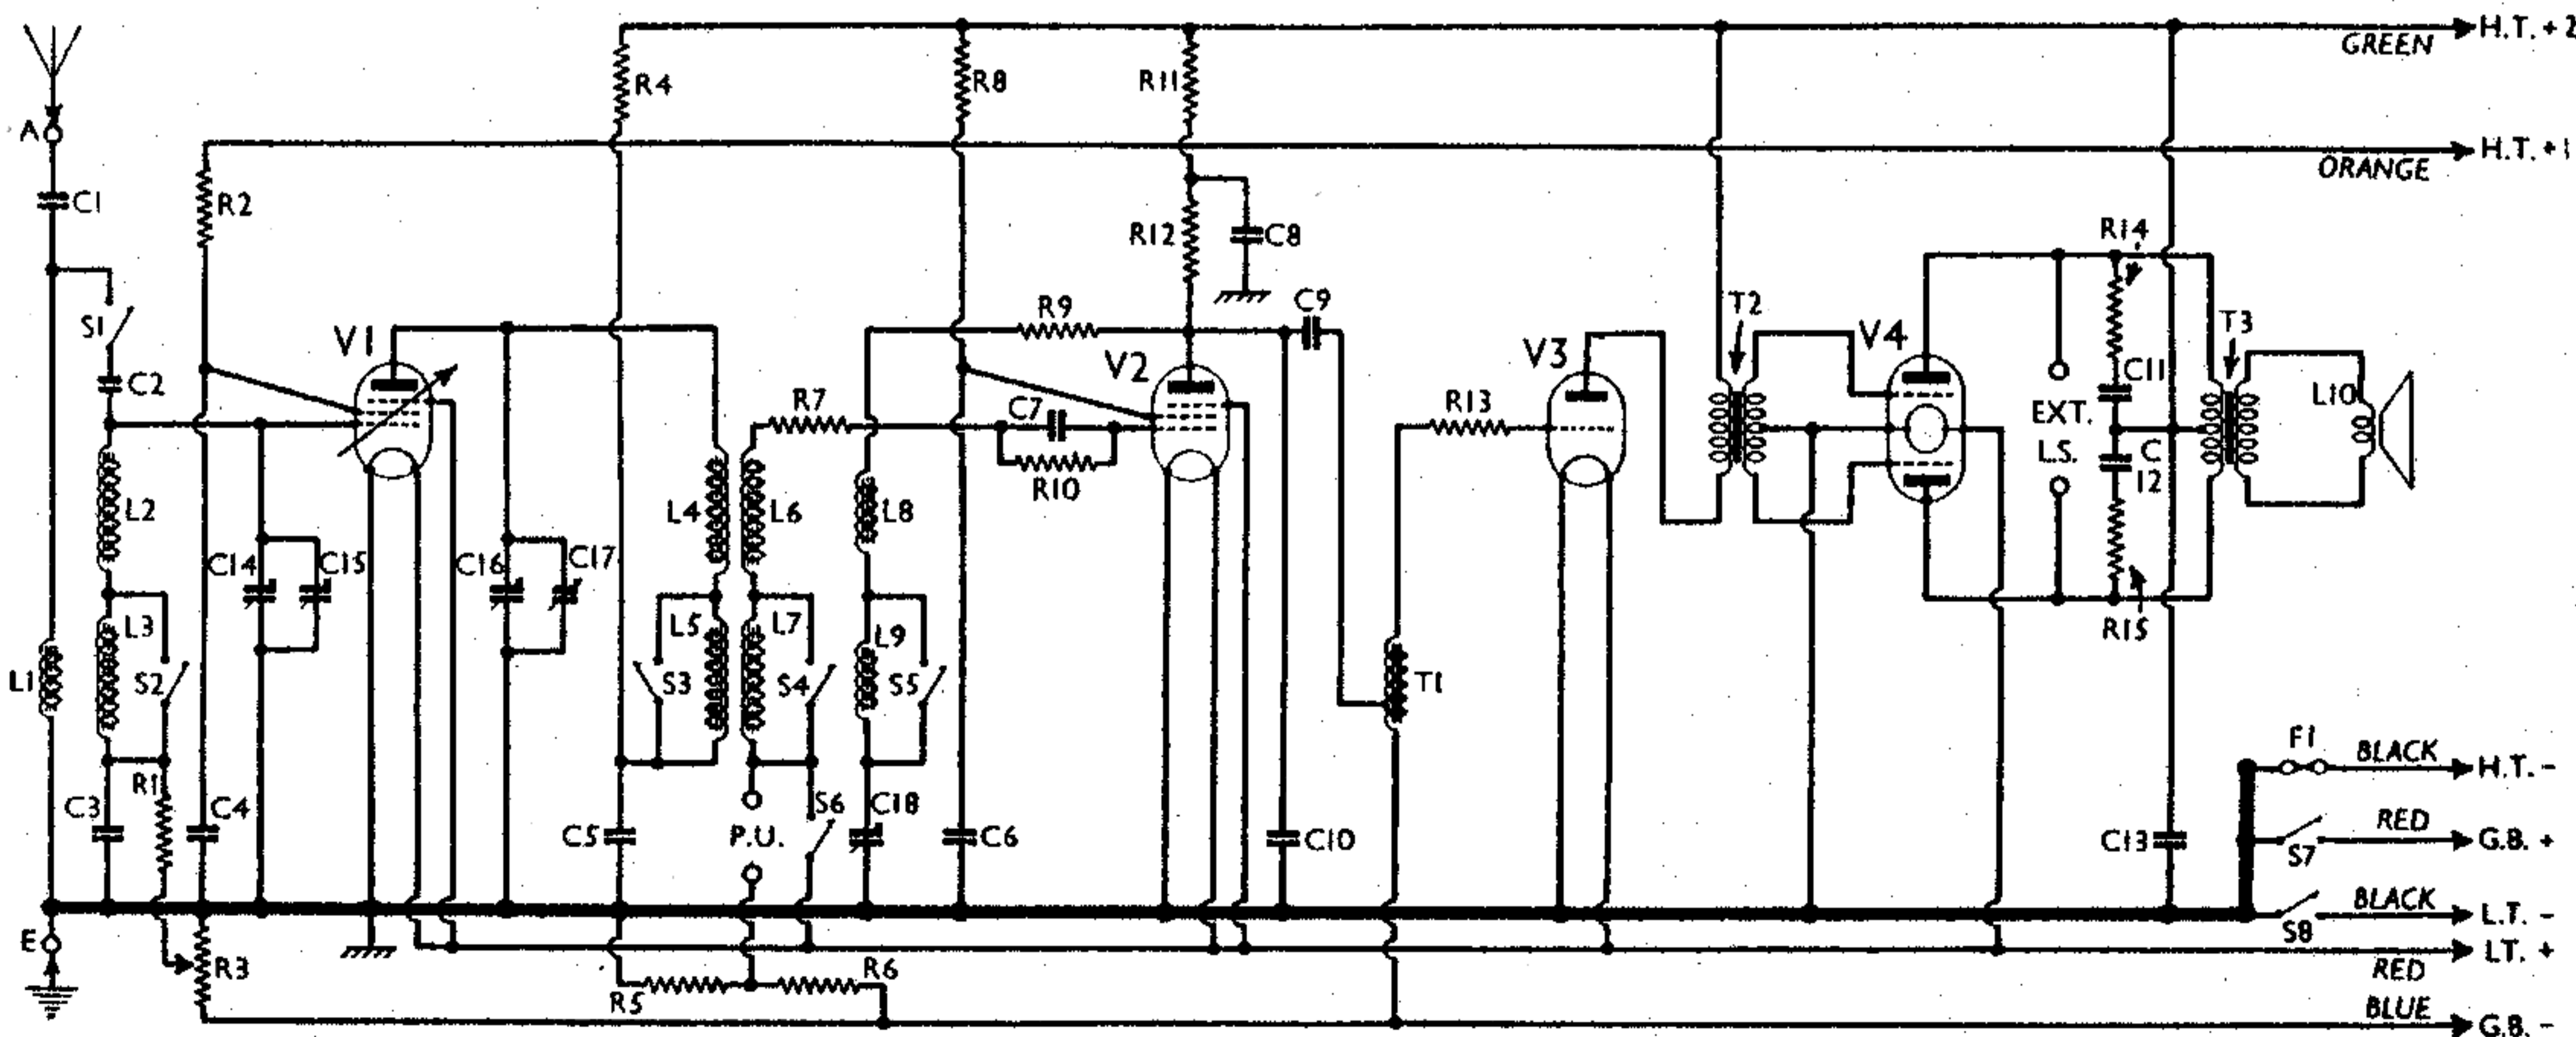 H.T. + 2
GREEN
R4
R8
R11
A
H.T. + 1
ORANGE
C1
R2
R12
C8
R14
S1
V1
R9
C9
T2
V4
T3
C2
V2
V3
C11
L10
R7
C7
R13
EXT.
L.S.
C
12
R10
L2
L4
L6
L8
C14
C15
C16
C17
L3
L5
L7
L9
R15
L1
S2
S3
S4
S5
T1
F1
BLACK
H.T. -
R1
C3
C4
C5
P.U.
S6
C18
C6
C10
C13
RED
G.B. +
S7
BLACK
L.T. -
S8
E
R3
LT. +
RED
R5
R6
BLUE
G.B. -